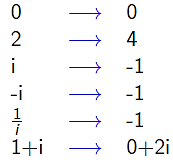 0 → 0
2 → 4
i → -1
-i → -1
1/i → -1
1+i → 0+2i